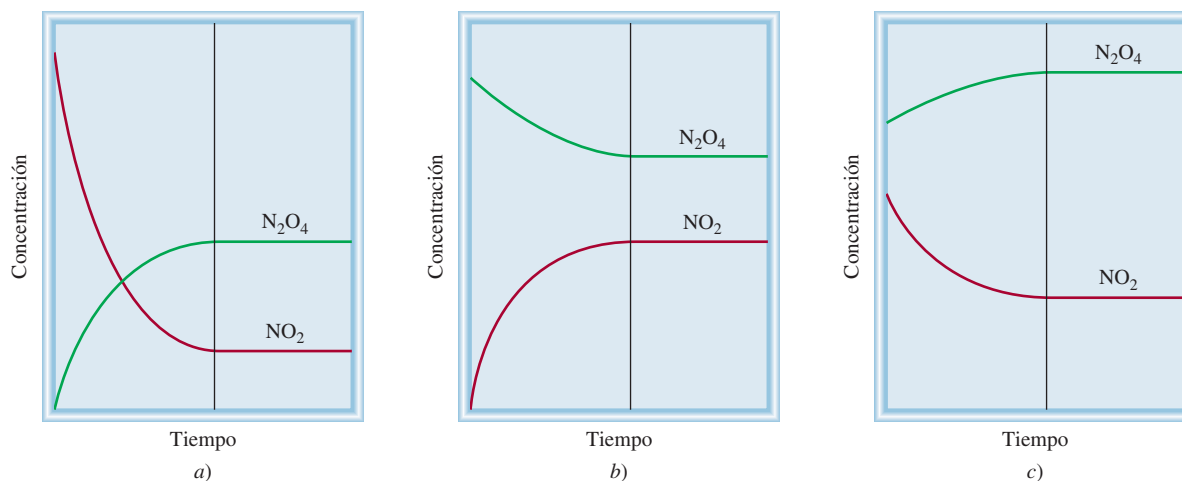 Concentración
N₂O₄
NO₂
Tiempo
a)
Concentración
N₂O₄
NO₂
Tiempo
b)
Concentración
N₂O₄
NO₂
Tiempo
c)